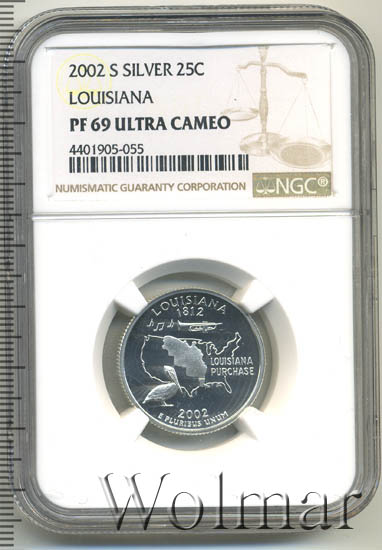 2002 S SILVER 25C
LOUISIANA
PF 69 ULTRA CAMEO
4401905-055
NUMISMATIC GUARANTY CORPORATION
NGC®
LOUISIANA
1812
LOUISIANA
PURCHASE
2002
E PLURIBUS UNUM
Wolmar